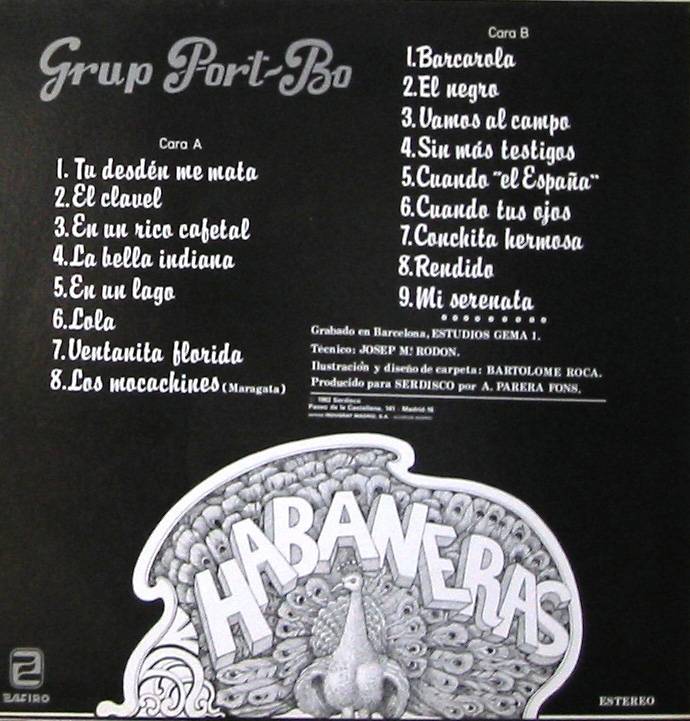 Grup Port-Bo
Cara A
1. Tu desdén me mata
2. El clavel
3. En un rico cafetal
4. La bella indiana
5. En un lago
6. Lola
7. Ventanita florida
8. Los mocachines (Maragata)
Cara B
1. Barcarola
2. El negro
3. Vamos al campo
4. Sin más testigos
5. Cuando "el España"
6. Cuando tus ojos
7. Conchita hermosa
8. Rendido
9. Mi serenata
Grabado en Barcelona, ESTUDIOS GEMA 1.
Técnico: JOSEP Mª RODON.
Ilustración y diseño de carpeta: BARTOLOME ROCA.
Producido para SERDISCO por A. PARERA FONS.
1982 Serdisco
Paseo de la Castellana, 141 - Madrid-16
HABANERAS
ZAFIRO
ESTEREO